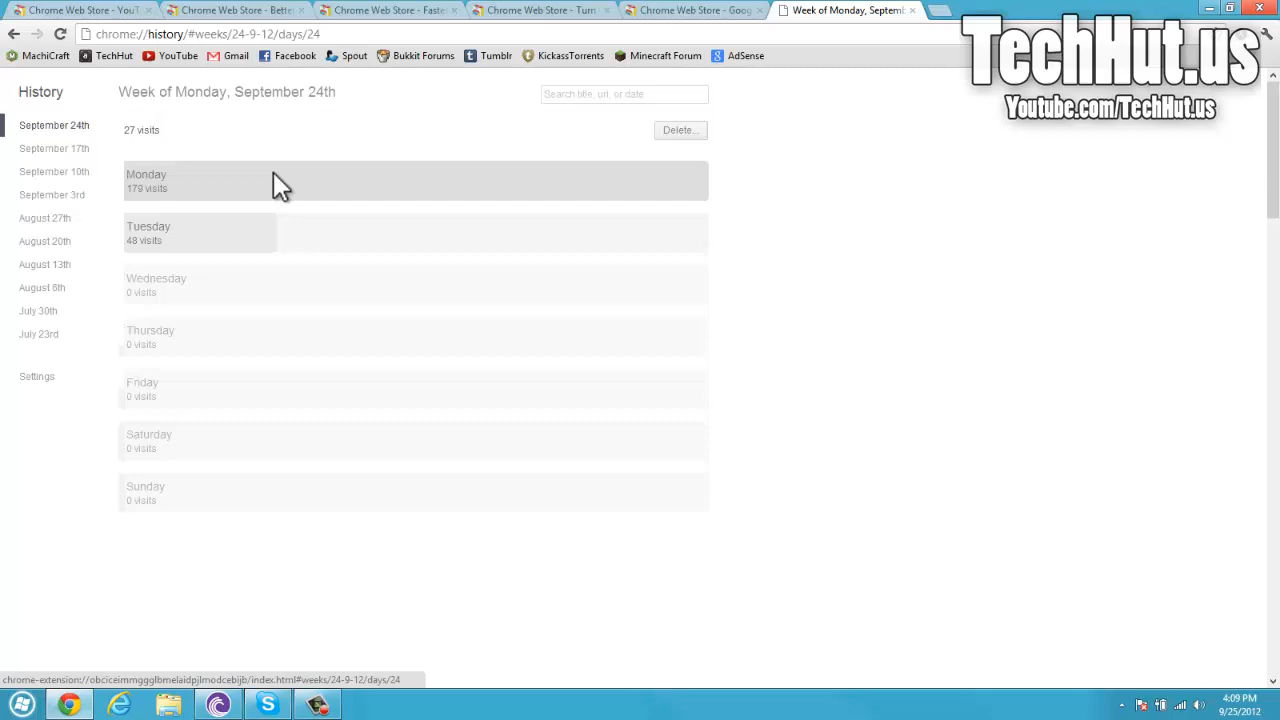 Chrome Web Store - YouT
Chrome Web Store - Bette
Chrome Web Store - Faste
Chrome Web Store - Turn
Chrome Web Store - Goog
Week of Monday, Septemb
chrome://history/#weeks/24-9-12/days/24
MachiCraft TechHut YouTube Gmail Facebook Spout Bukkit Forums Tumblr KickassTorrents Minecraft Forum AdSense
TechHut.us
Youtube.com/TechHut.us
History
Week of Monday, September 24th
Search title, url, or date
September 24th
27 visits
Delete...
September 17th
September 10th
September 3rd
August 27th
August 20th
August 13th
August 6th
July 30th
July 23rd
Settings
Monday
179 visits
Tuesday
48 visits
Wednesday
0 visits
Thursday
0 visits
Friday
0 visits
Saturday
0 visits
Sunday
0 visits
chrome-extension://obciceimmggglbmelaidpjlmodcebijb/index.html#weeks/24-9-12/days/24
4:09 PM
9/25/2012